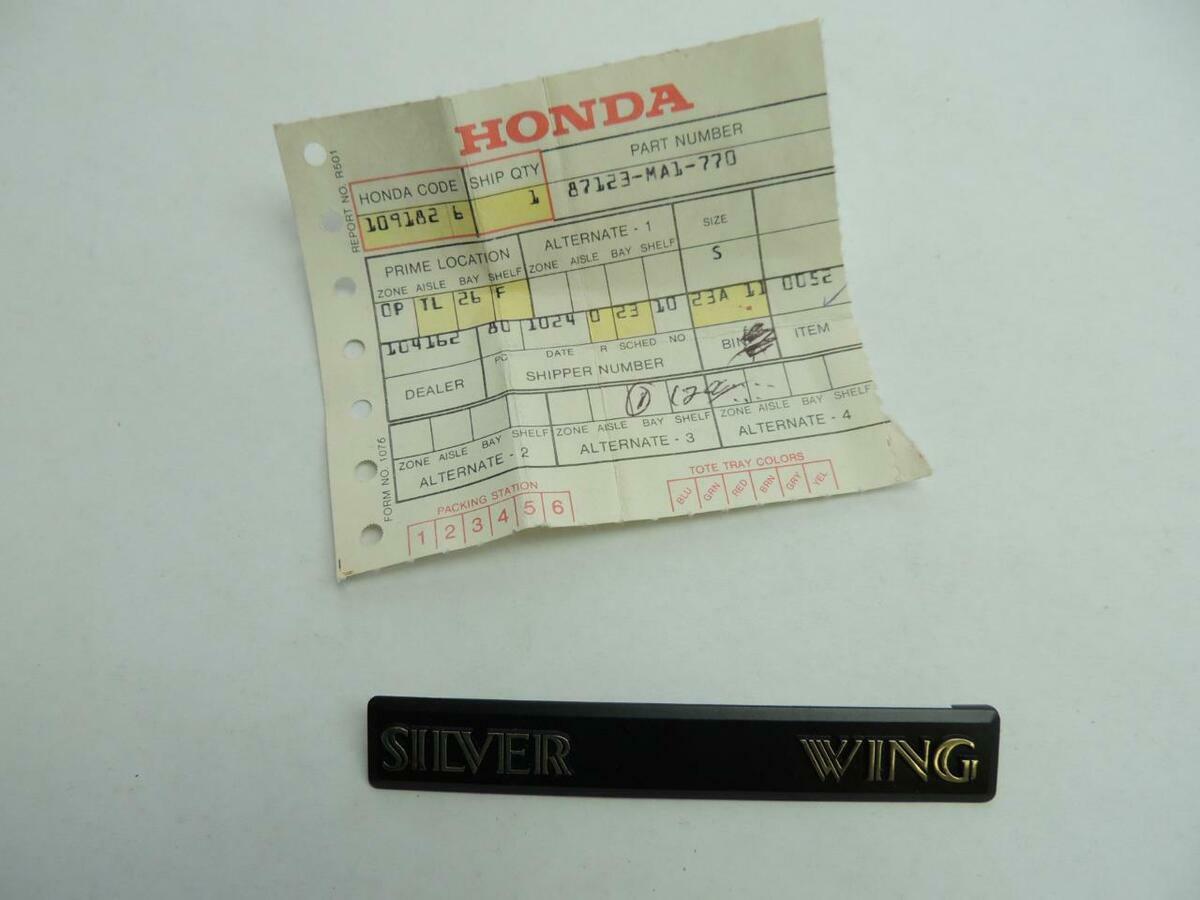 HONDA
REPORT NO. R501
HONDA CODE SHIP QTY PART NUMBER
109182 6 1 87123-MA1-770
PRIME LOCATION ALTERNATE - 1 SIZE
ZONE AISLE BAY SHELF ZONE AISLE BAY SHELF S
OP TL 26 F
104162 80 1024 0 23 10 23A 11 0052
DEALER PC DATE R SCHED NO BIN ITEM
SHIPPER NUMBER
1
ZONE AISLE BAY SHELF ZONE AISLE BAY SHELF ZONE AISLE BAY SHELF
ALTERNATE - 2 ALTERNATE - 3 ALTERNATE - 4
FORM NO. 1076
PACKING STATION TOTE TRAY COLORS
1 2 3 4 5 6 BLU GRN RED BRN GRY YEL
SILVER WING